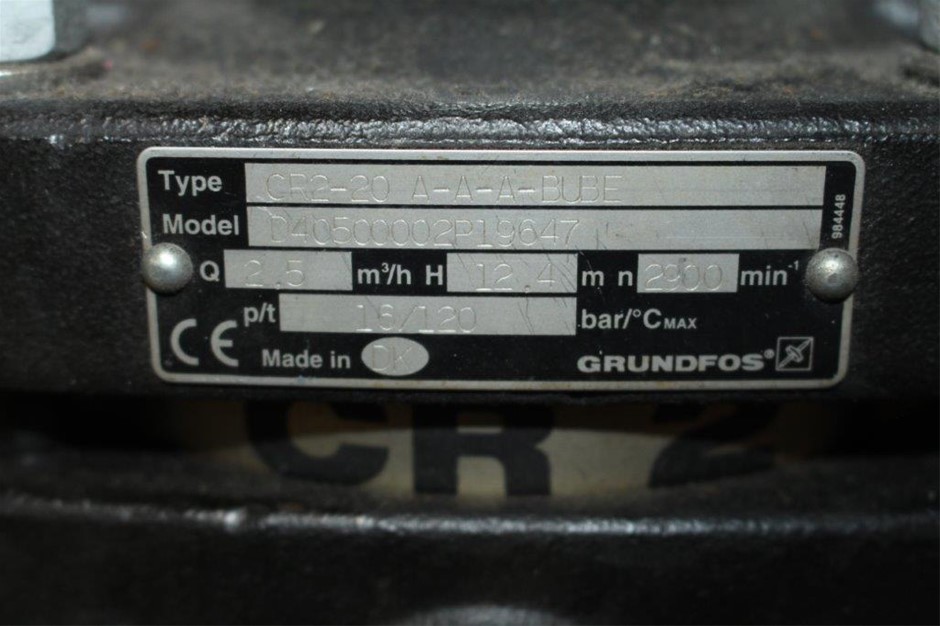 Type CR2-20 A-A-A-BUBE
Model D40500002P19647
984448
Q 2.5 m³/h H 12.4 m n 2900 min⁻¹
p/t 16/120 bar/°CMAX
CE Made in DK GRUNDFOS®
CR 2